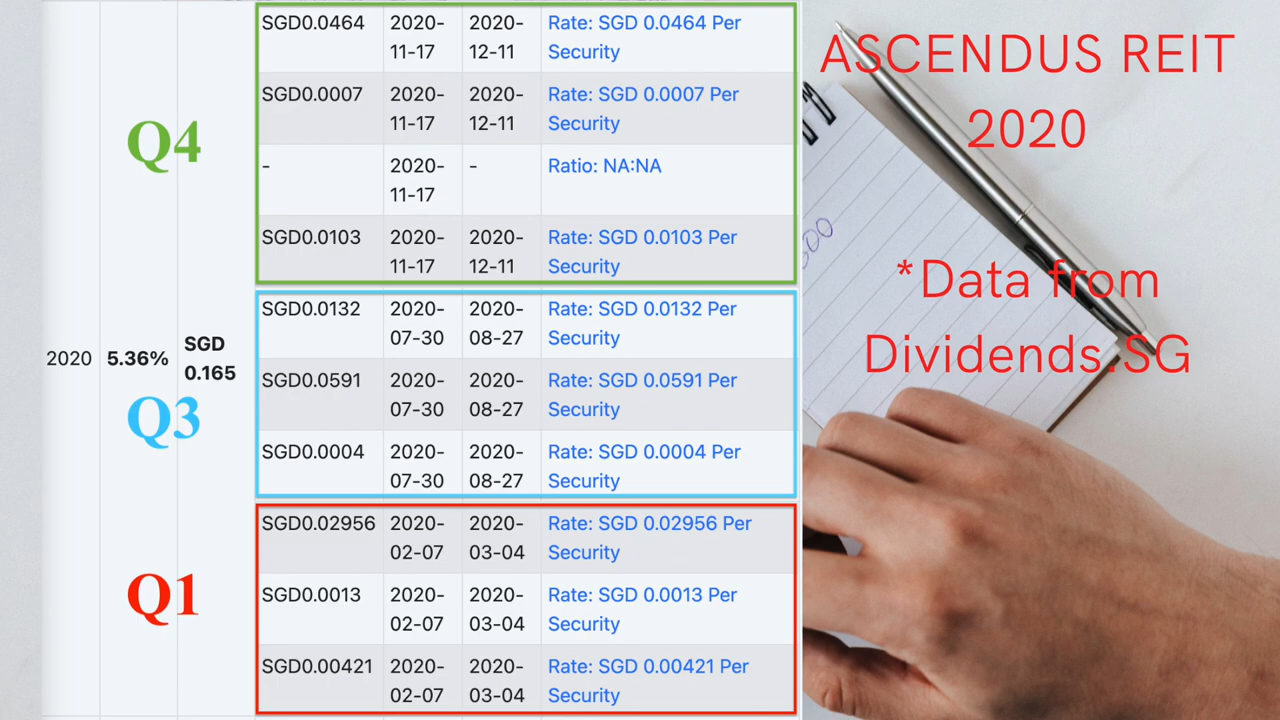 SGD0.0464 2020- 2020- Rate: SGD 0.0464 Per
11-17 12-11 Security
SGD0.0007 2020- 2020- Rate: SGD 0.0007 Per
11-17 12-11 Security
Q4
- 2020- - Ratio: NA:NA
11-17
SGD0.0103 2020- 2020- Rate: SGD 0.0103 Per
11-17 12-11 Security
SGD0.0132 2020- 2020- Rate: SGD 0.0132 Per
07-30 08-27 Security
2020 5.36% SGD
0.165
SGD0.0591 2020- 2020- Rate: SGD 0.0591 Per
07-30 08-27 Security
Q3
SGD0.0004 2020- 2020- Rate: SGD 0.0004 Per
07-30 08-27 Security
SGD0.02956 2020- 2020- Rate: SGD 0.02956 Per
02-07 03-04 Security
Q1
SGD0.0013 2020- 2020- Rate: SGD 0.0013 Per
02-07 03-04 Security
SGD0.00421 2020- 2020- Rate: SGD 0.00421 Per
02-07 03-04 Security
ASCENDUS REIT
2020
*Data from
Dividends.SG